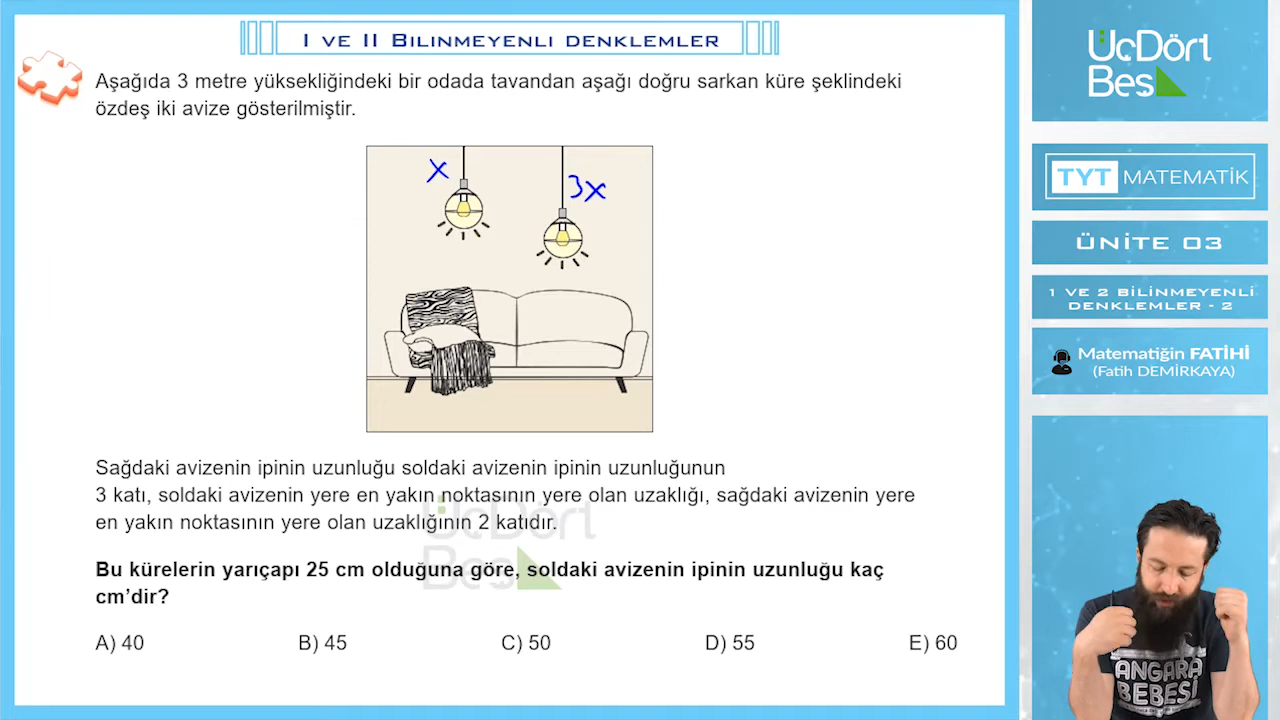 I VE II BILINMEYENLI DENKLEMLER
Aşağıda 3 metre yüksekliğindeki bir odada tavandan aşağı doğru sarkan küre şeklindeki
özdeş iki avize gösterilmiştir.
x
3x
Sağdaki avizenin ipinin uzunluğu soldaki avizenin ipinin uzunluğunun
3 katı, soldaki avizenin yere en yakın noktasının yere olan uzaklığı, sağdaki avizenin yere
en yakın noktasının yere olan uzaklığının 2 katıdır.
ÜçDört
Beş
Bu kürelerin yarıçapı 25 cm olduğuna göre, soldaki avizenin ipinin uzunluğu kaç
cm'dir?
A) 40 B) 45 C) 50 D) 55 E) 60
ÜçDört
Beş
TYT MATEMATİK
ÜNİTE 03
1 VE 2 BİLİNMEYENLİ
DENKLEMLER - 2
Matematiğin FATİHİ
(Fatih DEMİRKAYA)
ANGARA
BEBESİ